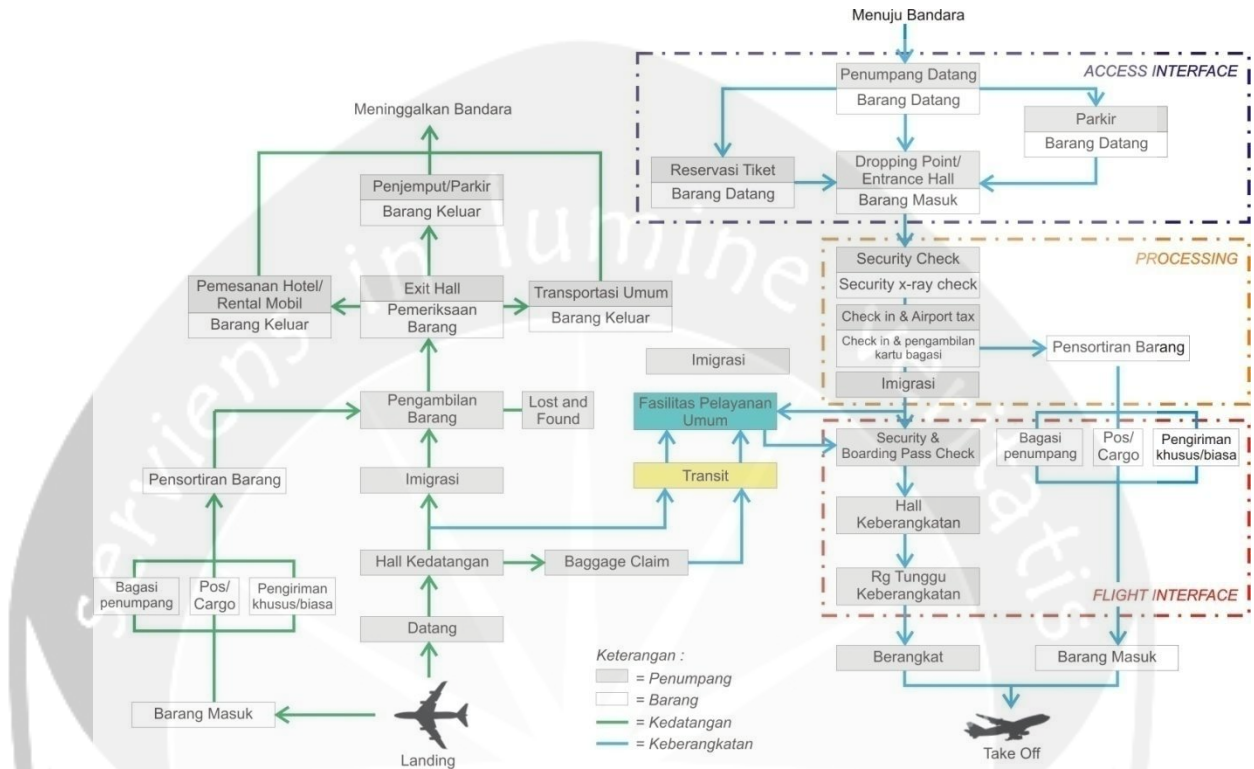 Menuju Bandara
ACCESS INTERFACE
Penumpang Datang
Barang Datang
Parkir
Barang Datang
Reservasi Tiket
Barang Datang
Dropping Point/
Entrance Hall
Barang Masuk
PROCESSING
Security Check
Security x-ray check
Check in & Airport tax
Check in & pengambilan
kartu bagasi
Pensortiran Barang
Imigrasi
Imigrasi
Fasilitas Pelayanan
Umum
Transit
Security &
Boarding Pass Check
Bagasi
penumpang
Pos/
Cargo
Pengiriman
khusus/biasa
Hall
Keberangkatan
Rg Tunggu
Keberangkatan
FLIGHT INTERFACE
Berangkat
Barang Masuk
Take Off
Meninggalkan Bandara
Penjemput/Parkir
Barang Keluar
Pemesanan Hotel/
Rental Mobil
Barang Keluar
Exit Hall
Pemeriksaan
Barang
Transportasi Umum
Barang Keluar
Pengambilan
Barang
Lost and
Found
Pensortiran Barang
Imigrasi
Hall Kedatangan
Baggage Claim
Bagasi
penumpang
Pos/
Cargo
Pengiriman
khusus/biasa
Datang
Barang Masuk
Landing
Keterangan :
= Penumpang
= Barang
= Kedatangan
= Keberangkatan
serviens in lumine veritatis